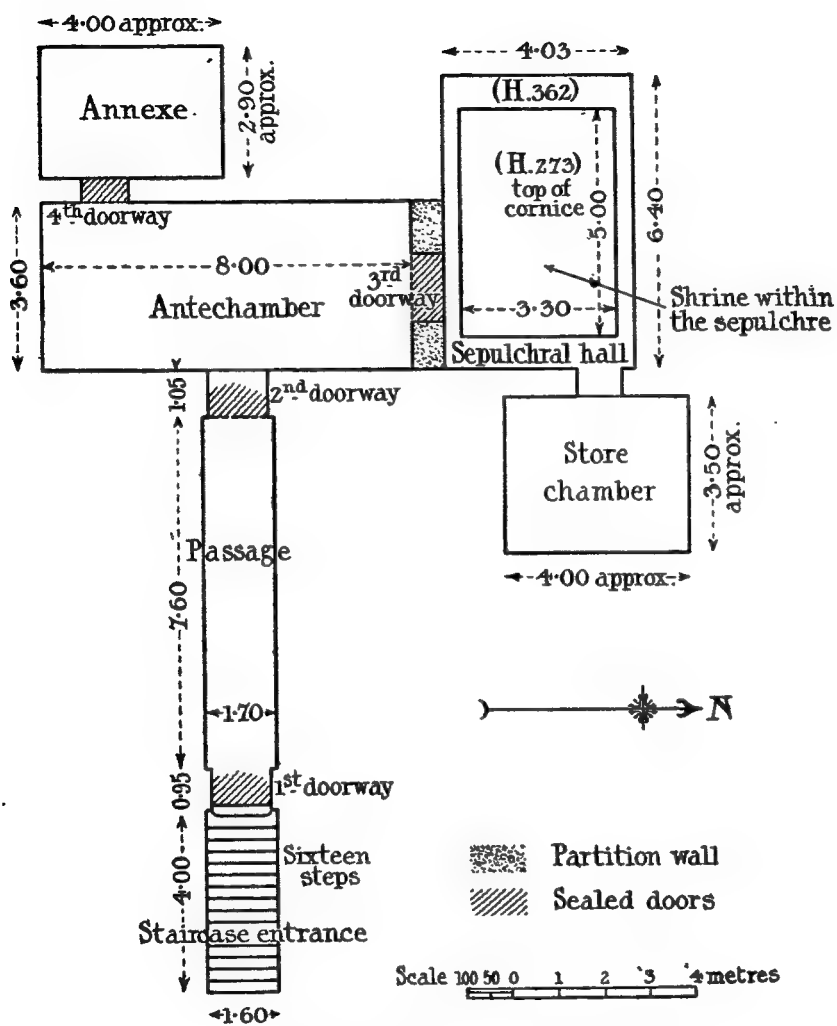 4·00 approx.
Annexe
2·90 approx.
4th doorway
4·03
(H.362)
(H.273)
top of
cornice
5·00
6·40
3·30
Shrine within
the sepulchre
Sepulchral hall
3·60
8·00
3rd
doorway
Antechamber
1·05
2nd doorway
Store
chamber
3·50 approx.
4·00 approx.
Passage
7·60
1·70
N
0·95
1st doorway
Sixteen
steps
4·00
Staircase entrance
1·60
Partition wall
Sealed doors
Scale 100 50 0 1 2 3 4 metres